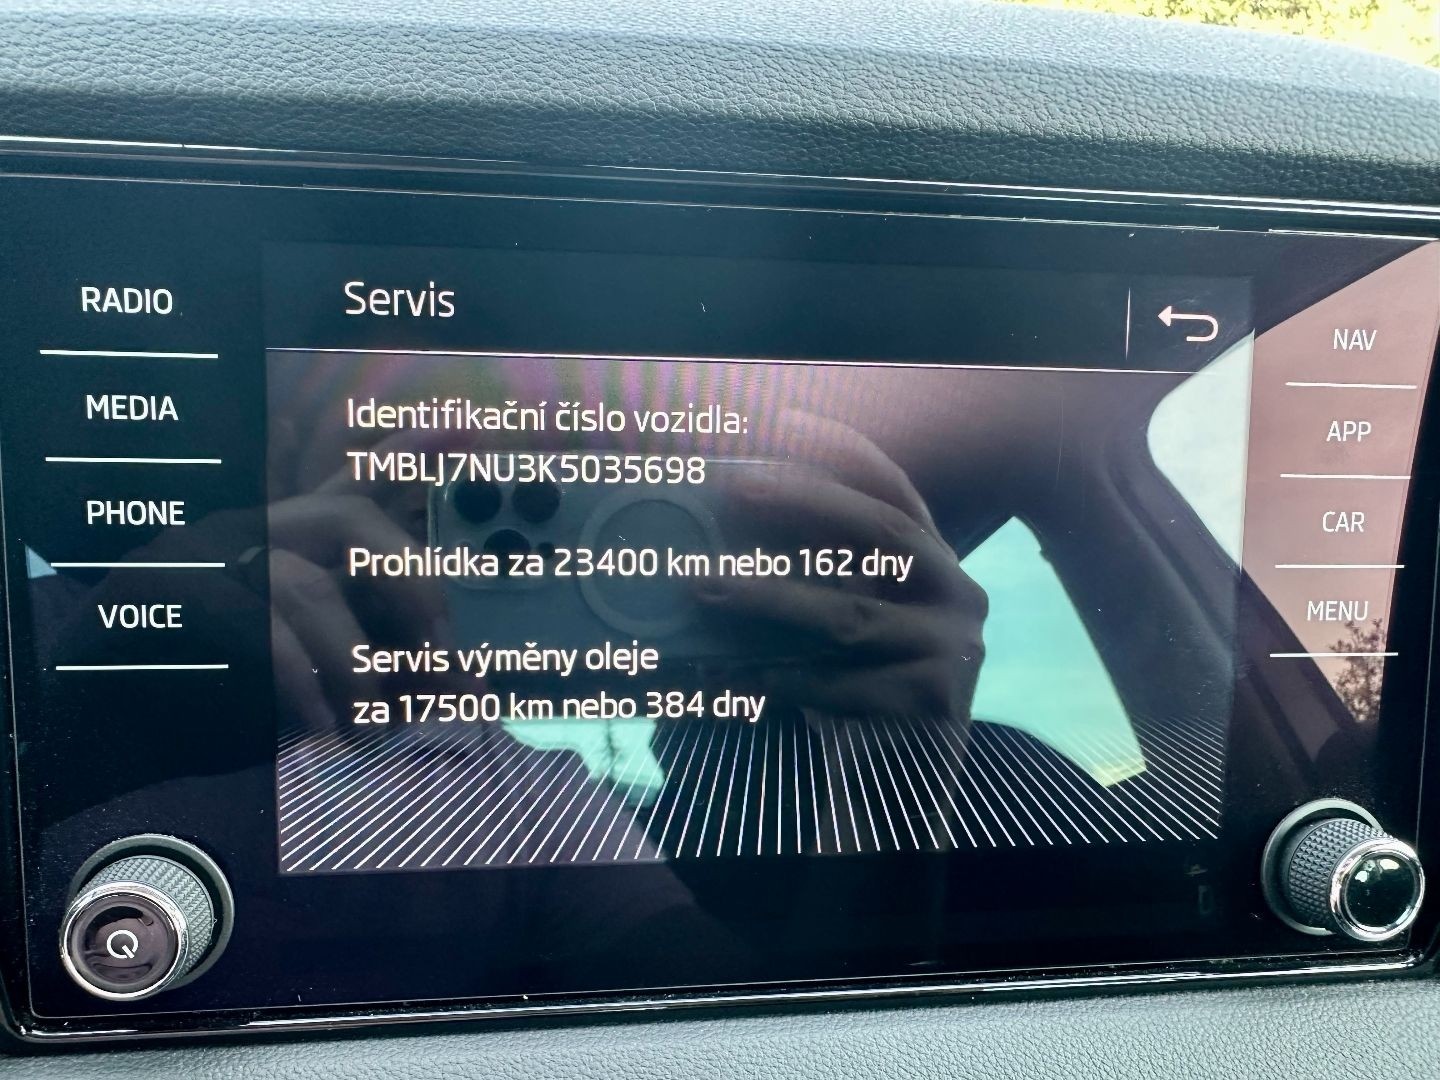 Servis
RADIO
MEDIA
PHONE
VOICE
Identifikační číslo vozidla:
TMBLJ7NU3K5035698
Prohlídka za 23400 km nebo 162 dny
Servis výměny oleje
za 17500 km nebo 384 dny
NAV
APP
CAR
MENU